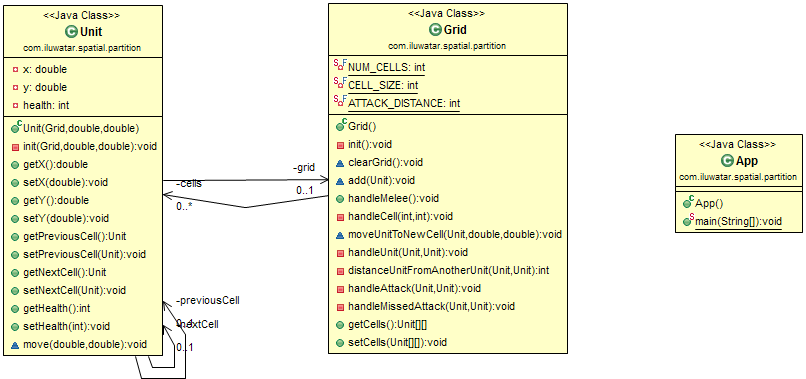 <<Java Class>>
C Unit
com.iluwatar.spatial.partition
x: double
y: double
health: int
C Unit(Grid,double,double)
init(Grid,double,double):void
getX():double
setX(double):void
getY():double
setY(double):void
getPreviousCell():Unit
setPreviousCell(Unit):void
getNextCell():Unit
setNextCell(Unit):void
getHealth():int
setHealth(int):void
move(double,double):void
-grid
0..1
-cells
0..*
-previousCell
nextCell
0..1
<<Java Class>>
C Grid
com.iluwatar.spatial.partition
S F NUM_CELLS: int
S F CELL_SIZE: int
S F ATTACK_DISTANCE: int
C Grid()
init():void
clearGrid():void
add(Unit):void
handleMelee():void
handleCell(int,int):void
moveUnitToNewCell(Unit,double,double):void
handleUnit(Unit,Unit):void
distanceUnitFromAnotherUnit(Unit,Unit):int
handleAttack(Unit,Unit):void
handleMissedAttack(Unit,Unit):void
getCells():Unit[][]
setCells(Unit[][]):void
<<Java Class>>
C App
com.iluwatar.spatial.partition
C App()
S main(String[]):void